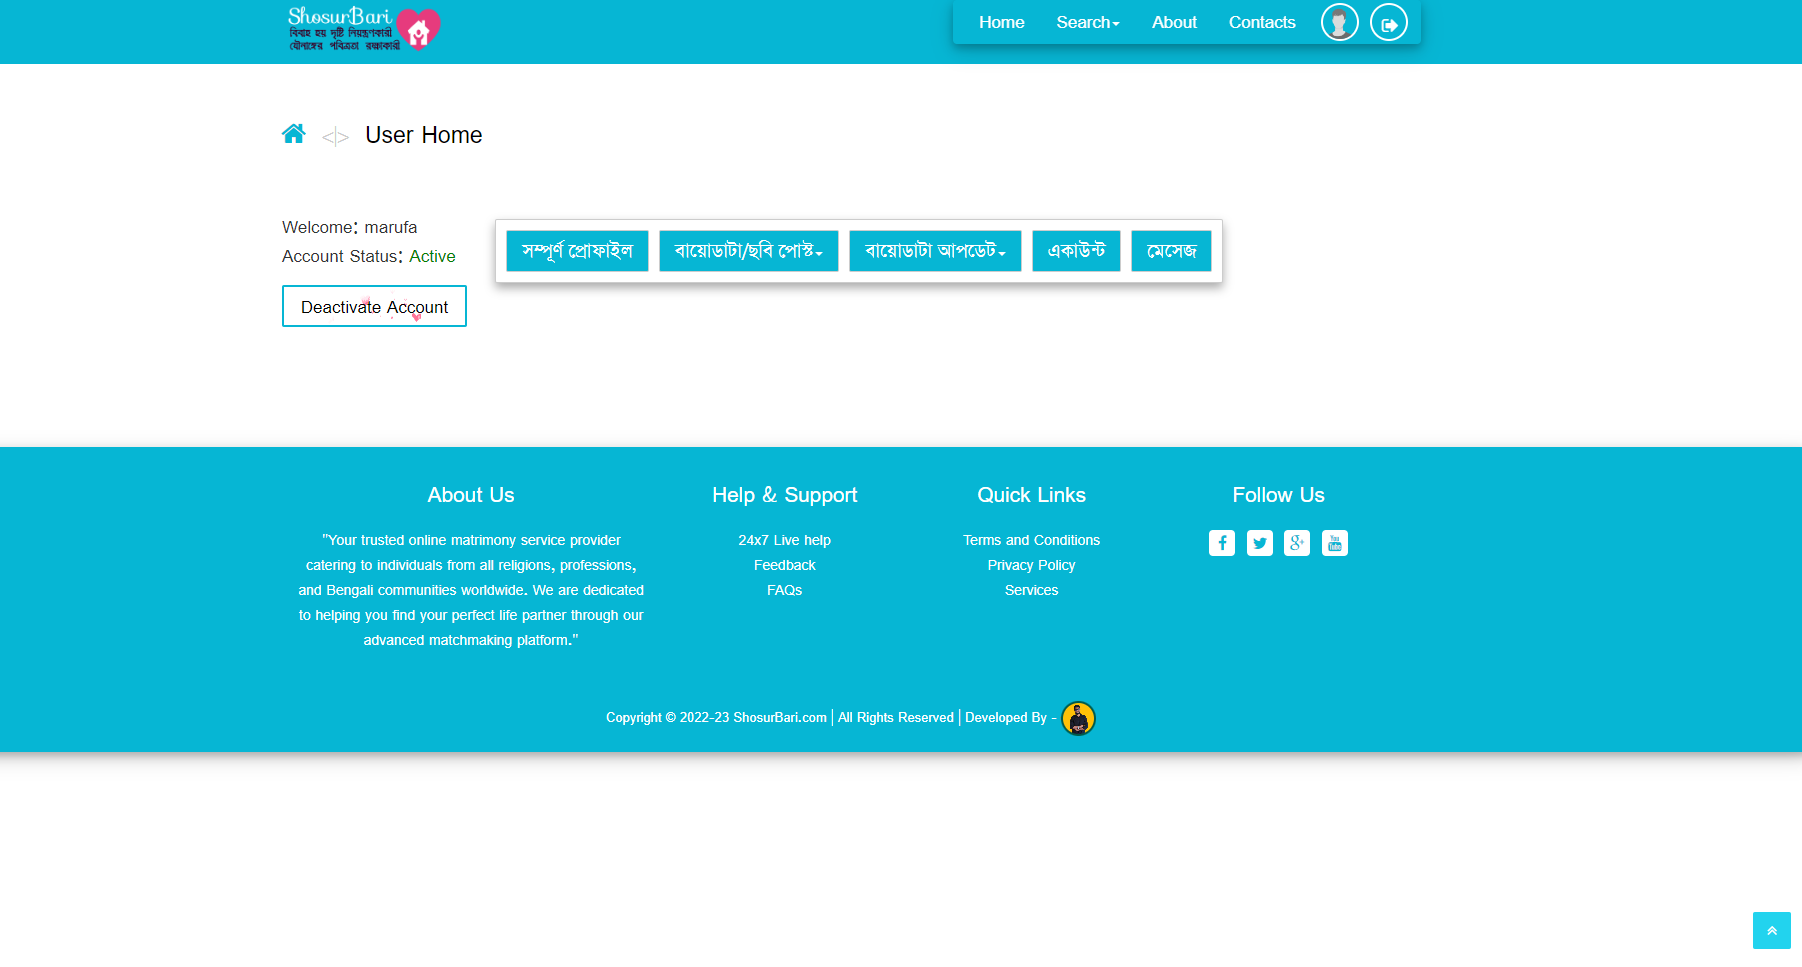 ShosurBari
বিবাহ হয় দৃষ্টি নিয়ন্ত্রণকারী
যৌনাঙ্গের পবিত্রতা রক্ষাকারী
Home Search About Contacts
<|> User Home
Welcome: marufa
Account Status: Active
Deactivate Account
সম্পূর্ণ প্রোফাইল বায়োডাটা/ছবি পোস্ট বায়োডাটা আপডেট একাউন্ট মেসেজ
About Us
"Your trusted online matrimony service provider
catering to individuals from all religions, professions,
and Bengali communities worldwide. We are dedicated
to helping you find your perfect life partner through our
advanced matchmaking platform."
Help & Support
24x7 Live help
Feedback
FAQs
Quick Links
Terms and Conditions
Privacy Policy
Services
Follow Us
Copyright © 2022-23 ShosurBari.com | All Rights Reserved | Developed By -